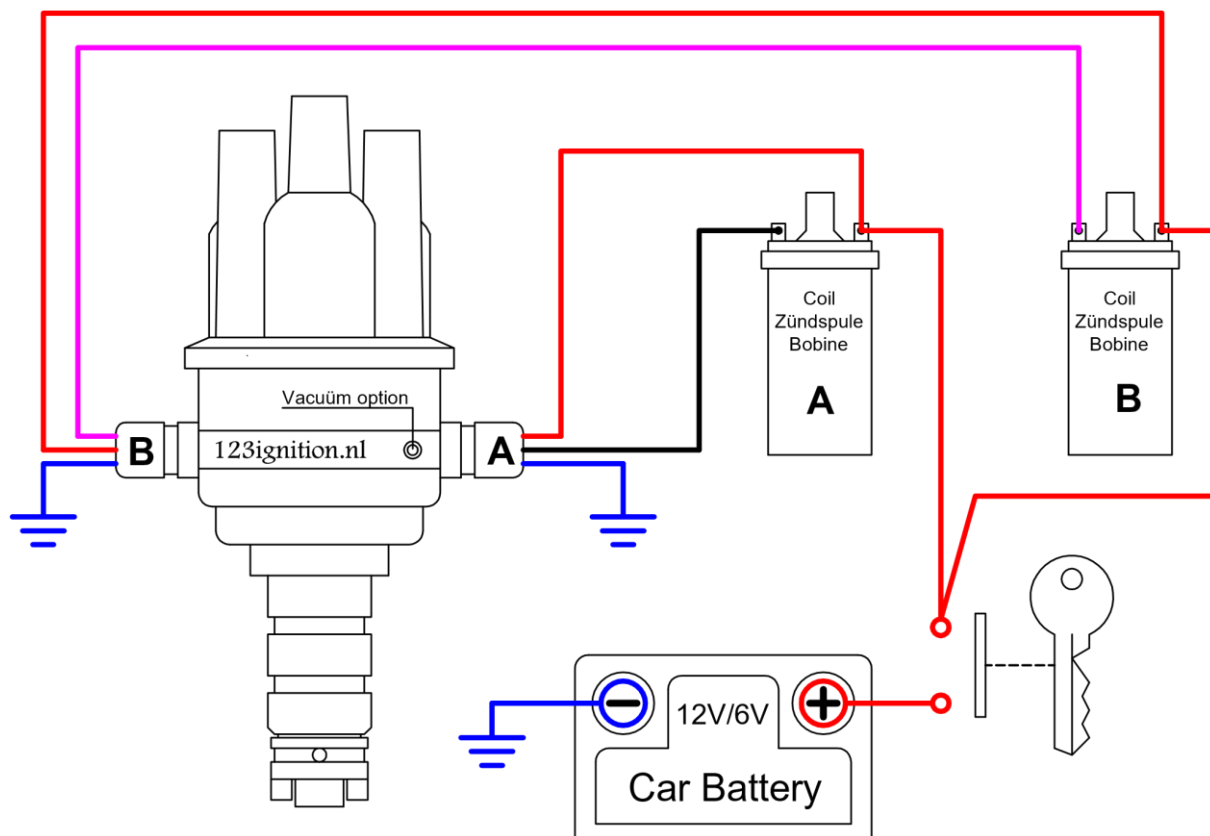 Coil
Zündspule
Bobine
A
Coil
Zündspule
Bobine
B
Vacuüm option
B
123ignition.nl
A
12V/6V
Car Battery